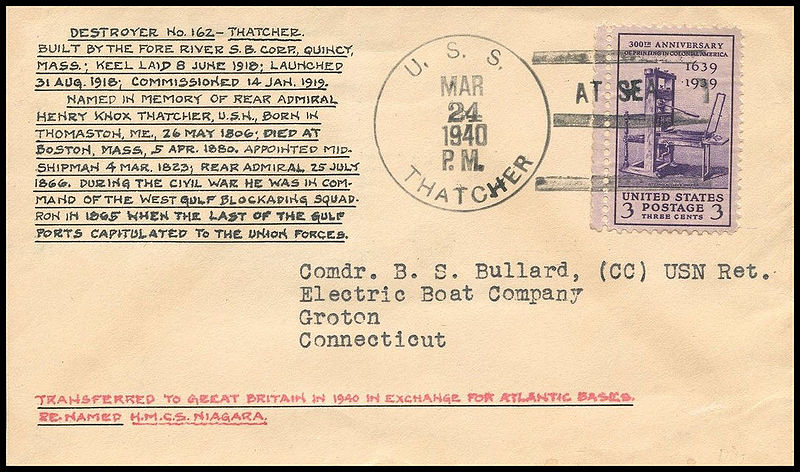 DESTROYER No. 162 - THATCHER.
BUILT BY THE FORE RIVER S.B. CORP, QUINCY,
MASS.; KEEL LAID 8 JUNE 1918; LAUNCHED
31 AUG. 1918; COMMISSIONED 14 JAN. 1919.
NAMED IN MEMORY OF REAR ADMIRAL
HENRY KNOX THATCHER, U.S.N., BORN IN
THOMASTON, ME., 26 MAY 1806; DIED AT
BOSTON, MASS, 5 APR. 1880. APPOINTED MID-
SHIPMAN 4 MAR. 1823; REAR ADMIRAL 25 JULY
1866. DURING THE CIVIL WAR HE WAS IN COM-
MAND OF THE WEST GULF BLOCKADING SQUAD-
RON IN 1865 WHEN THE LAST OF THE GULF
PORTS CAPITULATED TO THE UNION FORCES.
U. S. S.
MAR
24
1940
P.M.
THATCHER
AT SEA
300TH ANNIVERSARY
OF PRINTING IN COLONIAL AMERICA
1639
1939
UNITED STATES
3 POSTAGE 3
THREE CENTS
Comdr. B. S. Bullard, (CC) USN Ret.
Electric Boat Company
Groton
Connecticut
TRANSFERRED TO GREAT BRITAIN IN 1940 IN EXCHANGE FOR ATLANTIC BASES.
RE-NAMED H.M.C.S. NIAGARA.